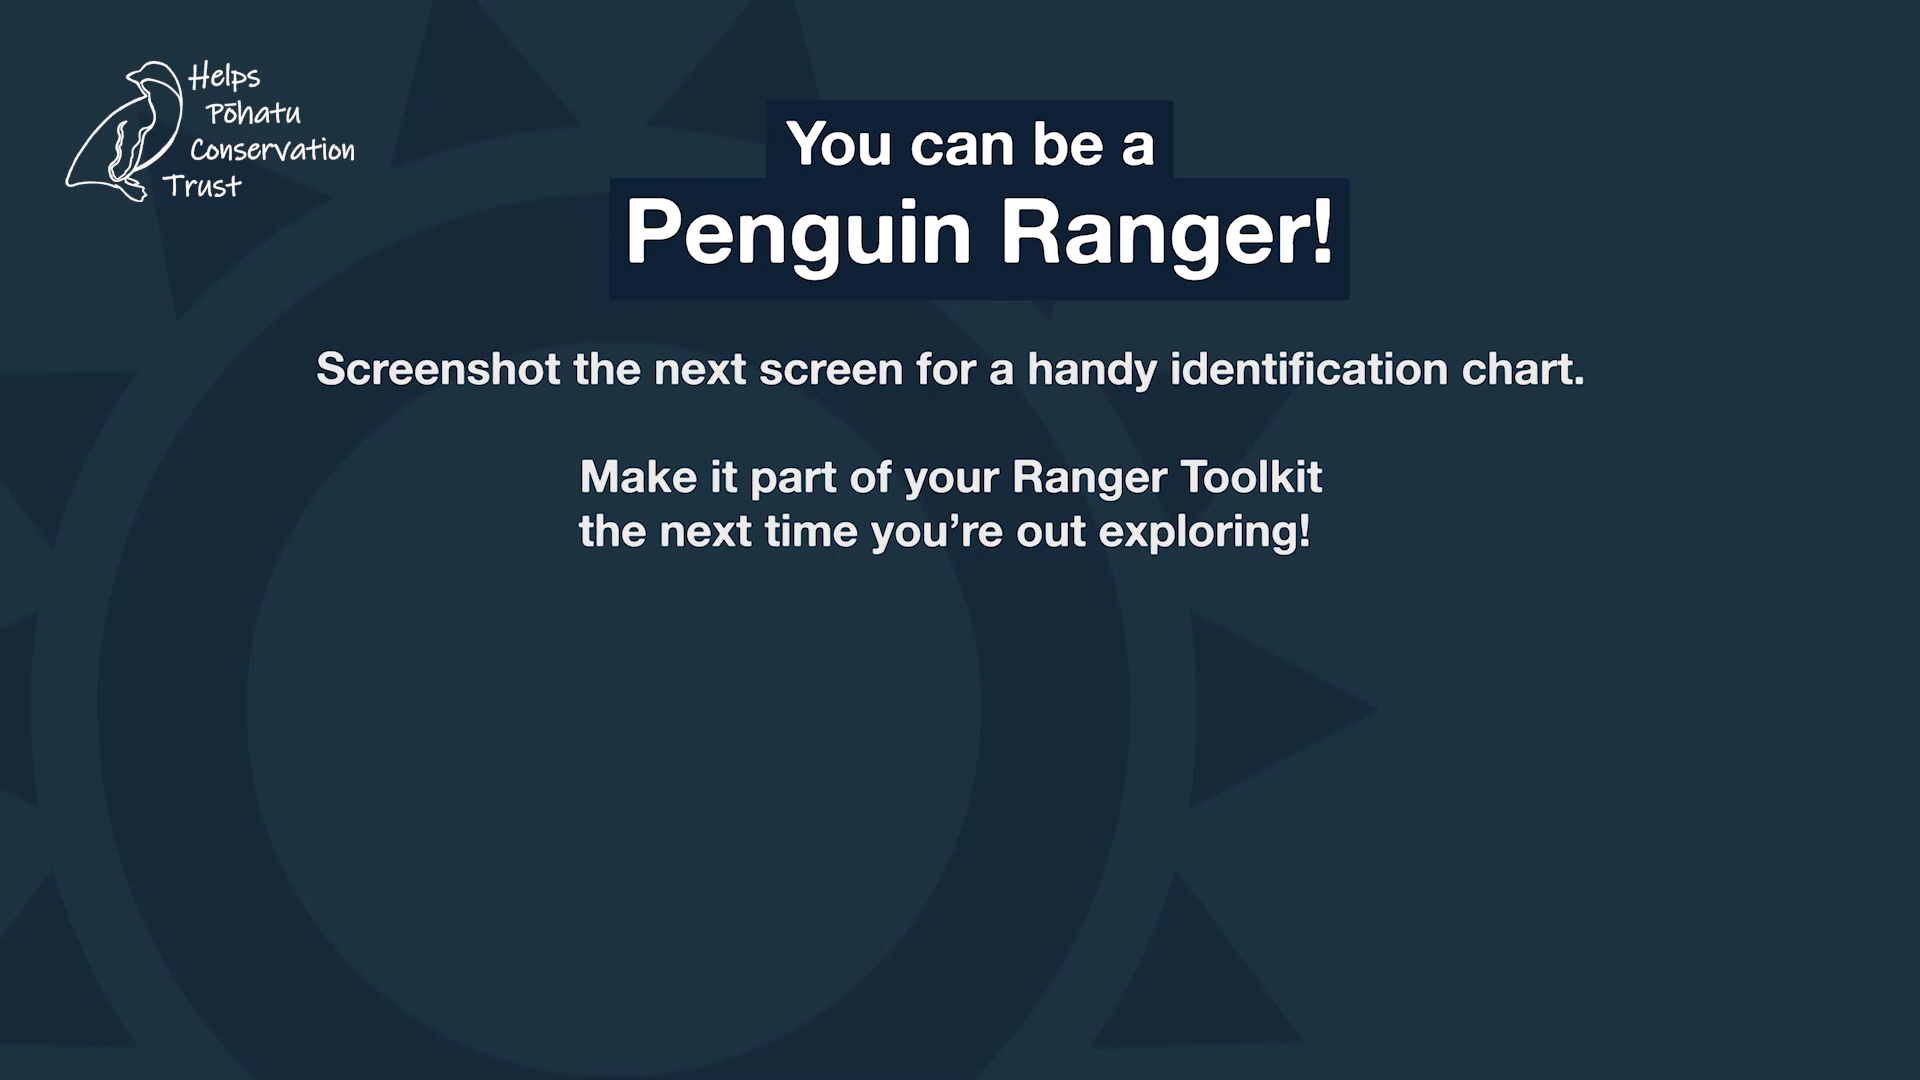 Helps
Pōhatu
Conservation
Trust
You can be a
Penguin Ranger!
Screenshot the next screen for a handy identification chart.
Make it part of your Ranger Toolkit
the next time you’re out exploring!